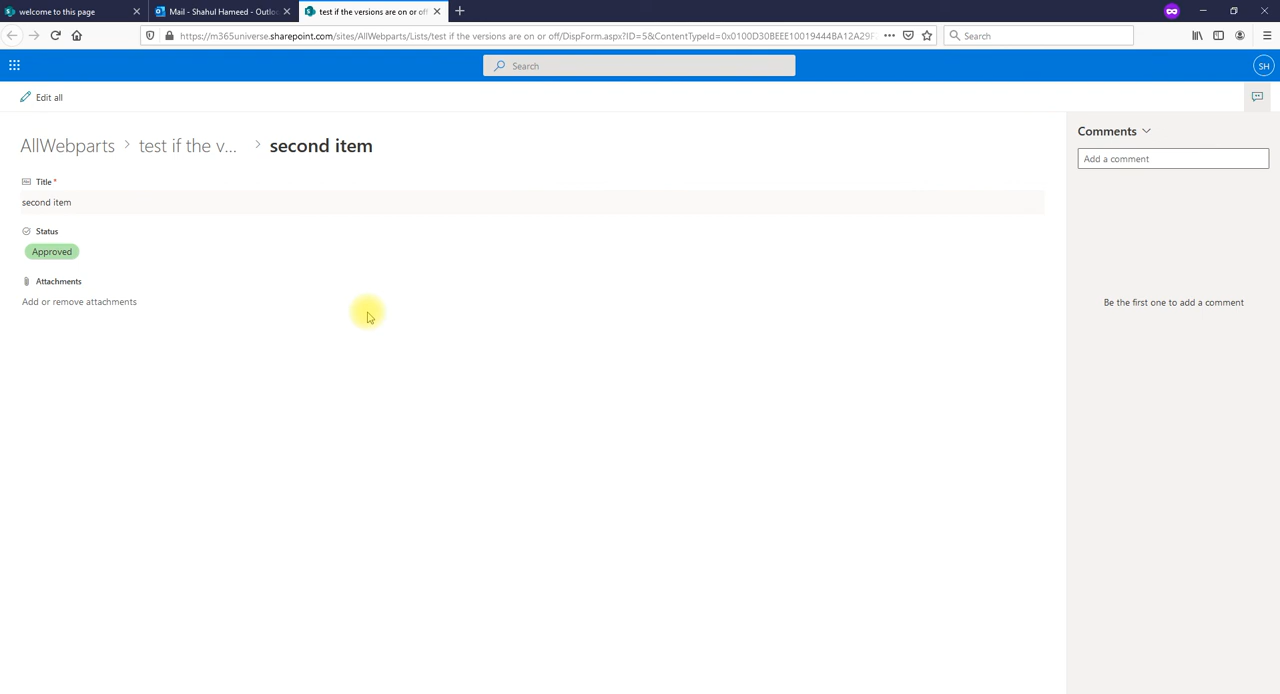 welcome to this page
Mail - Shahul Hameed - Outloo
test if the versions are on or off
https://m365universe.sharepoint.com/sites/AllWebparts/Lists/test if the versions are on or off/DispForm.aspx?ID=5&ContentTypeId=0x0100D30BEEE10019444BA12A29F
Search
Search
SH
Edit all
AllWebparts > test if the v... > second item
Title *
second item
Status
Approved
Attachments
Add or remove attachments
Comments
Add a comment
Be the first one to add a comment